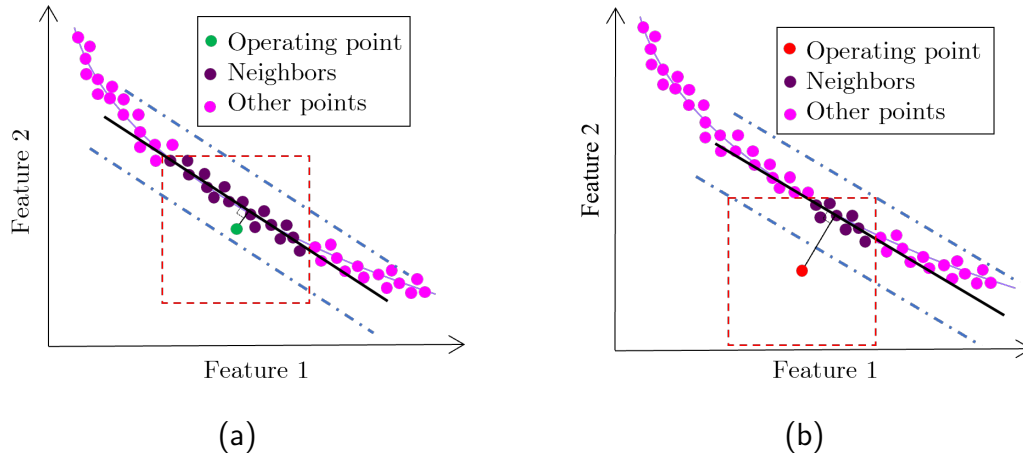 Operating point
Neighbors
Other points
Feature 2
Feature 1
(a)
Operating point
Neighbors
Other points
Feature 2
Feature 1
(b)